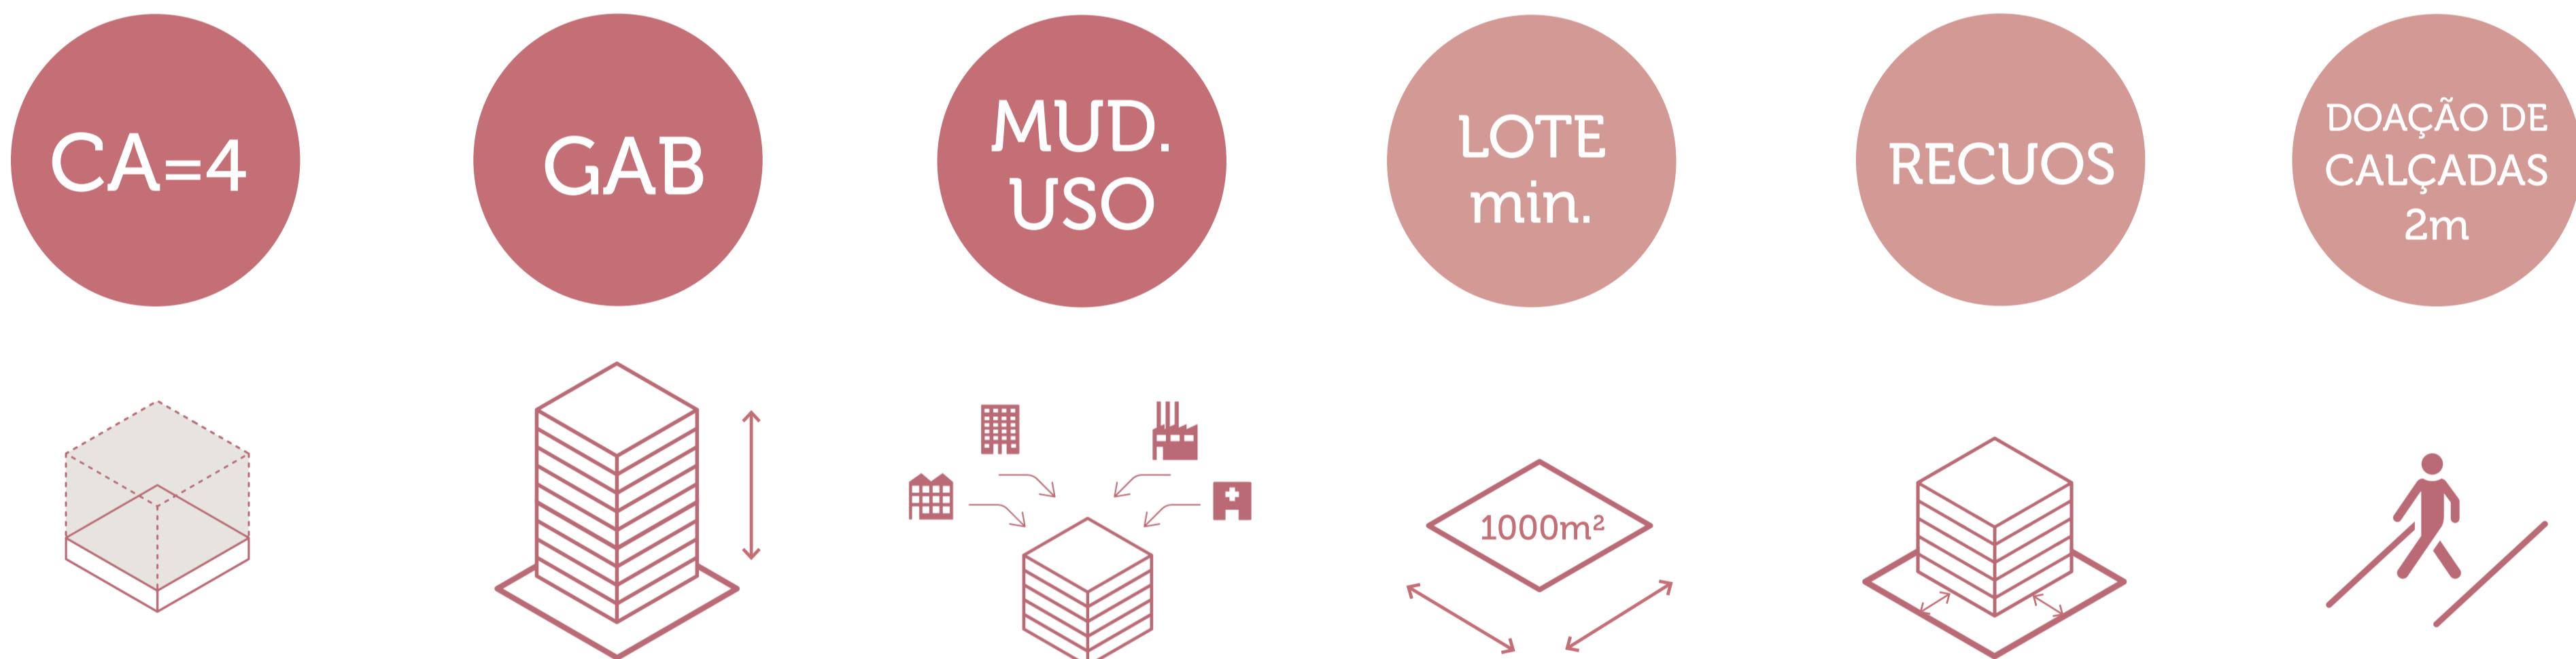 CA=4
GAB
MUD.
USO
LOTE
min.
RECUOS
DOAÇÃO DE
CALÇADAS
2m
1000m²